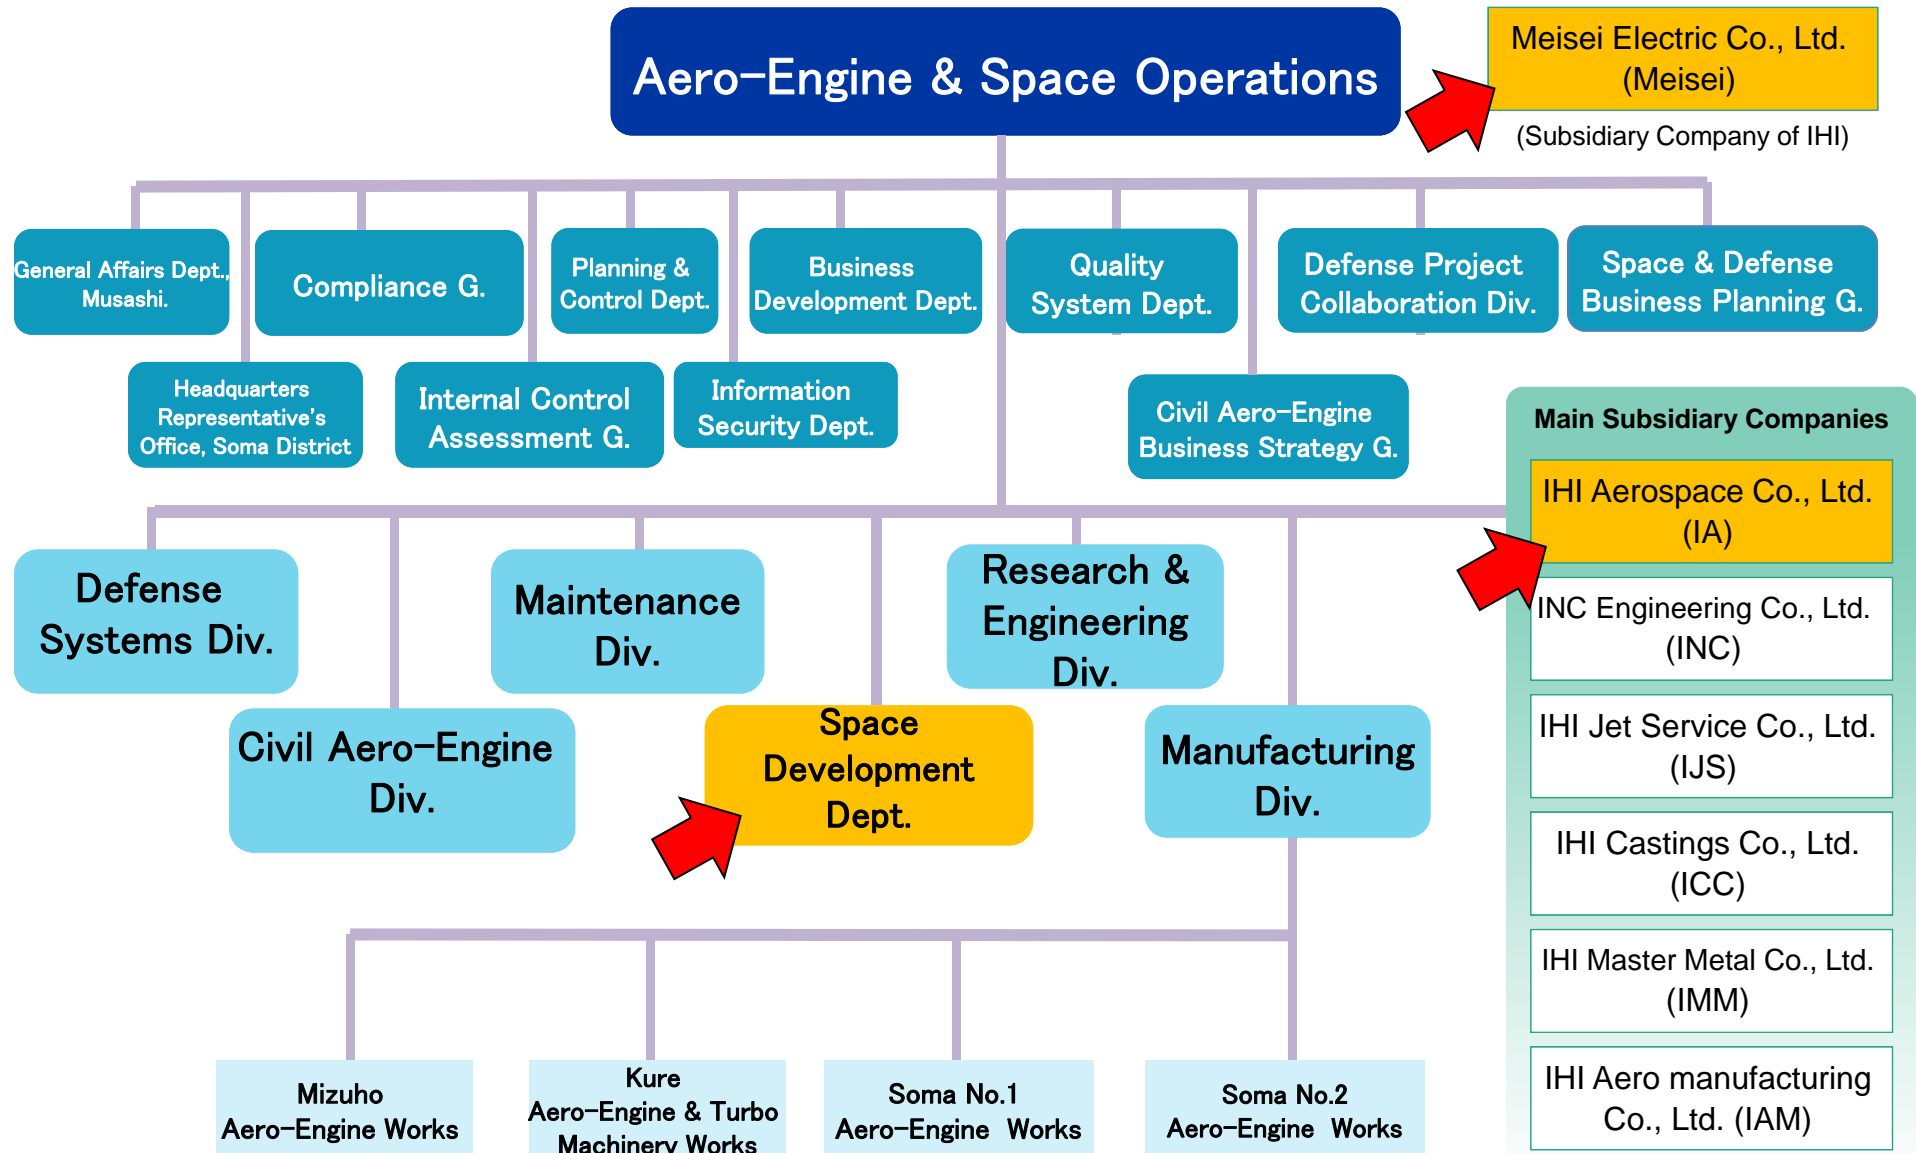 Aero-Engine & Space Operations
Meisei Electric Co., Ltd.
(Meisei)
(Subsidiary Company of IHI)
General Affairs Dept.,
Musashi.
Compliance G.
Planning &
Control Dept.
Business
Development Dept.
Quality
System Dept.
Defense Project
Collaboration Div.
Space & Defense
Business Planning G.
Headquarters
Representative's
Office, Soma District
Internal Control
Assessment G.
Information
Security Dept.
Civil Aero-Engine
Business Strategy G.
Main Subsidiary Companies
IHI Aerospace Co., Ltd.
(IA)
INC Engineering Co., Ltd.
(INC)
IHI Jet Service Co., Ltd.
(IJS)
IHI Castings Co., Ltd.
(ICC)
IHI Master Metal Co., Ltd.
(IMM)
IHI Aero manufacturing
Co., Ltd. (IAM)
Defense
Systems Div.
Maintenance
Div.
Research &
Engineering
Div.
Civil Aero-Engine
Div.
Space
Development
Dept.
Manufacturing
Div.
Mizuho
Aero-Engine Works
Kure
Aero-Engine & Turbo
Machinery Works
Soma No.1
Aero-Engine Works
Soma No.2
Aero-Engine Works